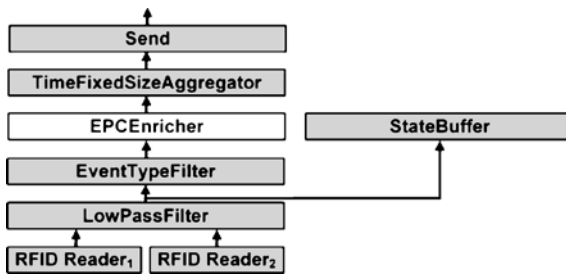 Send
TimeFixedSizeAggregator
EPCEnricher
StateBuffer
EventTypeFilter
LowPassFilter
RFID Reader₁
RFID Reader₂